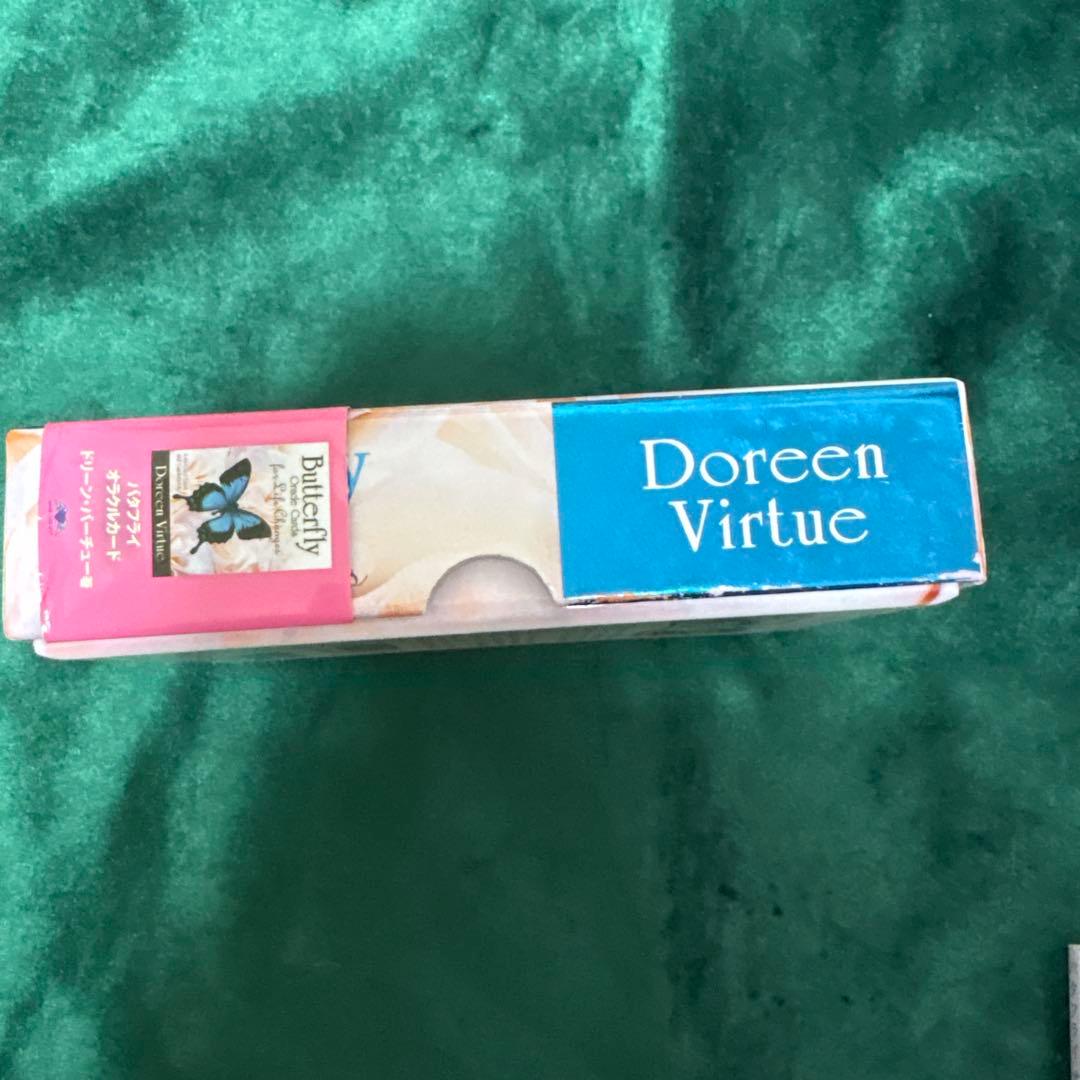 バタフライ
オラクルカード
ドリーン・バーチュー著
Butterfly
Oracle Cards
for Life Changes
Doreen Virtue
y
Doreen
Virtue